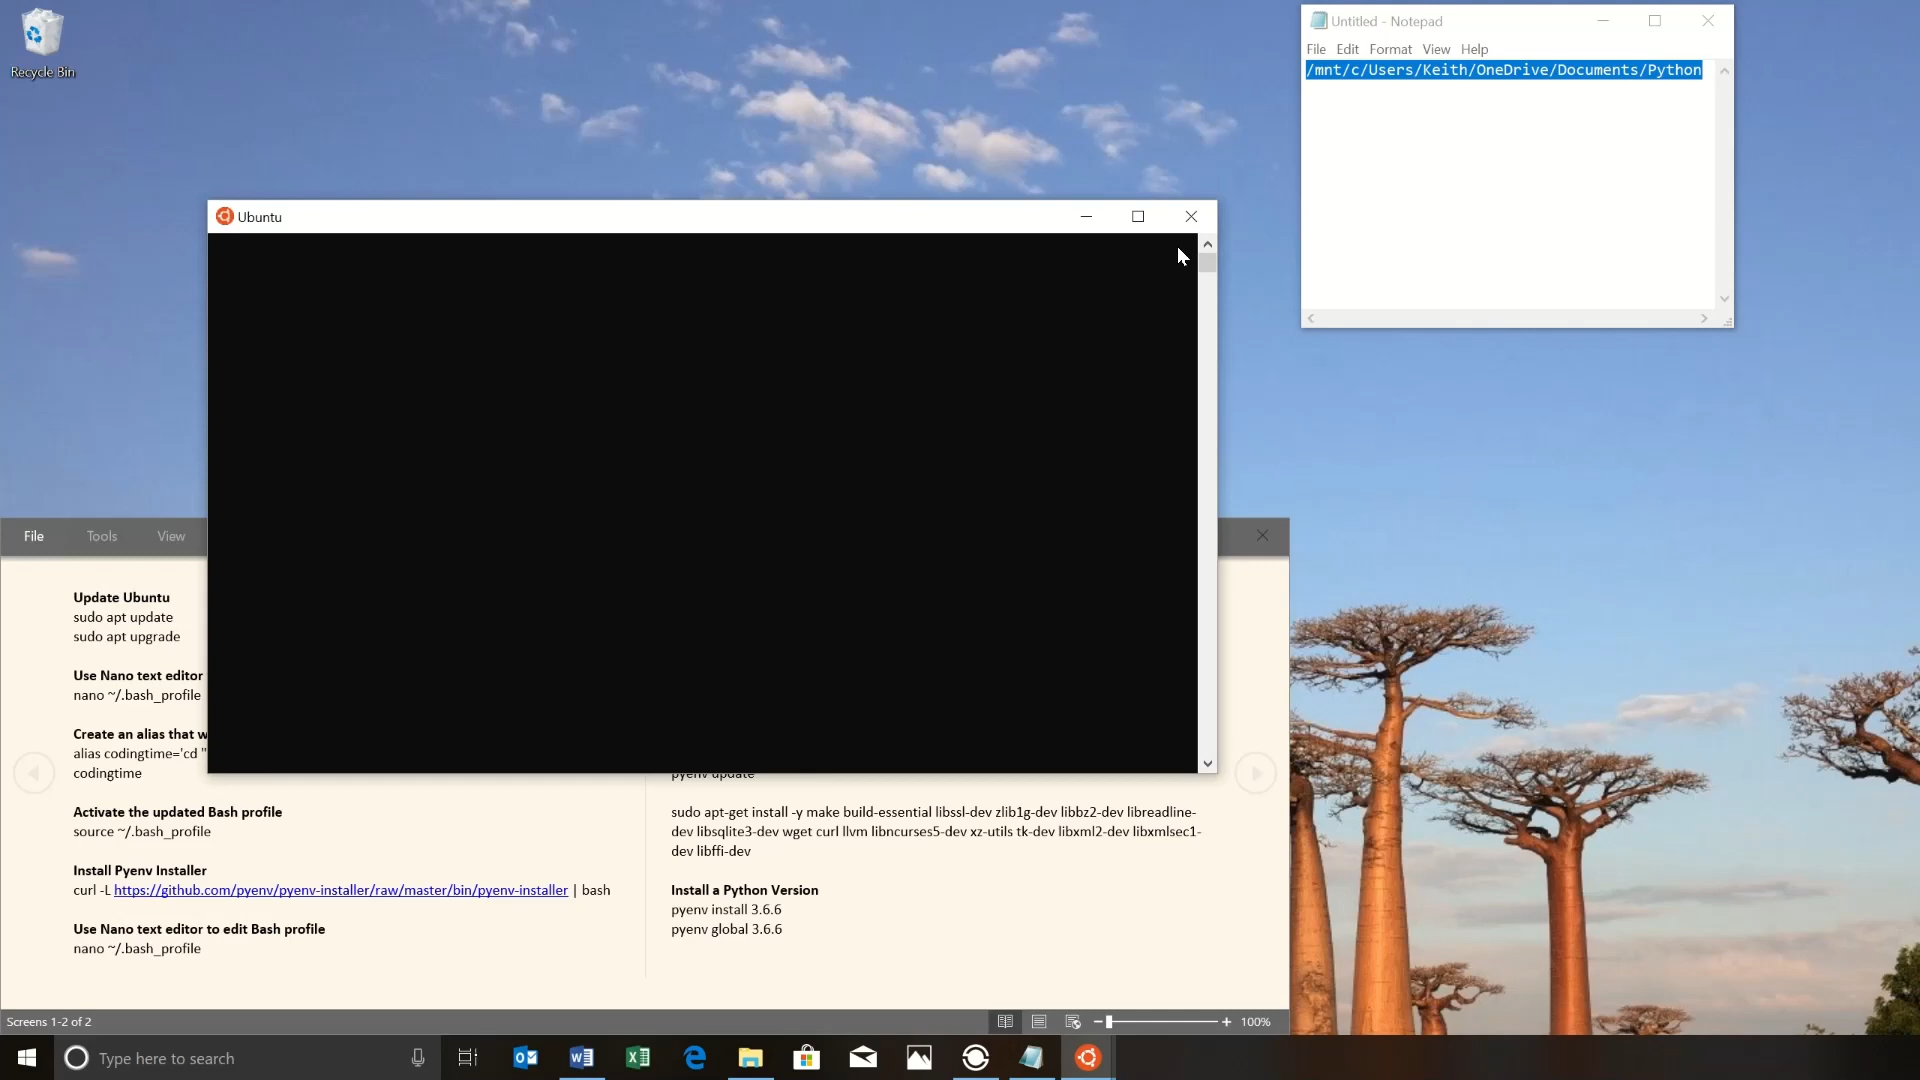 Recycle Bin
Untitled - Notepad
File Edit Format View Help
/mnt/c/Users/Keith/OneDrive/Documents/Python
Ubuntu
File Tools View
Update Ubuntu
sudo apt update
sudo apt upgrade
Use Nano text editor
nano ~/.bash_profile
Create an alias that w
alias codingtime='cd "
codingtime
Activate the updated Bash profile
source ~/.bash_profile
Install Pyenv Installer
curl -L https://github.com/pyenv/pyenv-installer/raw/master/bin/pyenv-installer | bash
Use Nano text editor to edit Bash profile
nano ~/.bash_profile
pyenv update
sudo apt-get install -y make build-essential libssl-dev zlib1g-dev libbz2-dev libreadline-
dev libsqlite3-dev wget curl llvm libncurses5-dev xz-utils tk-dev libxml2-dev libxmlsec1-
dev libffi-dev
Install a Python Version
pyenv install 3.6.6
pyenv global 3.6.6
Screens 1-2 of 2
100%
Type here to search